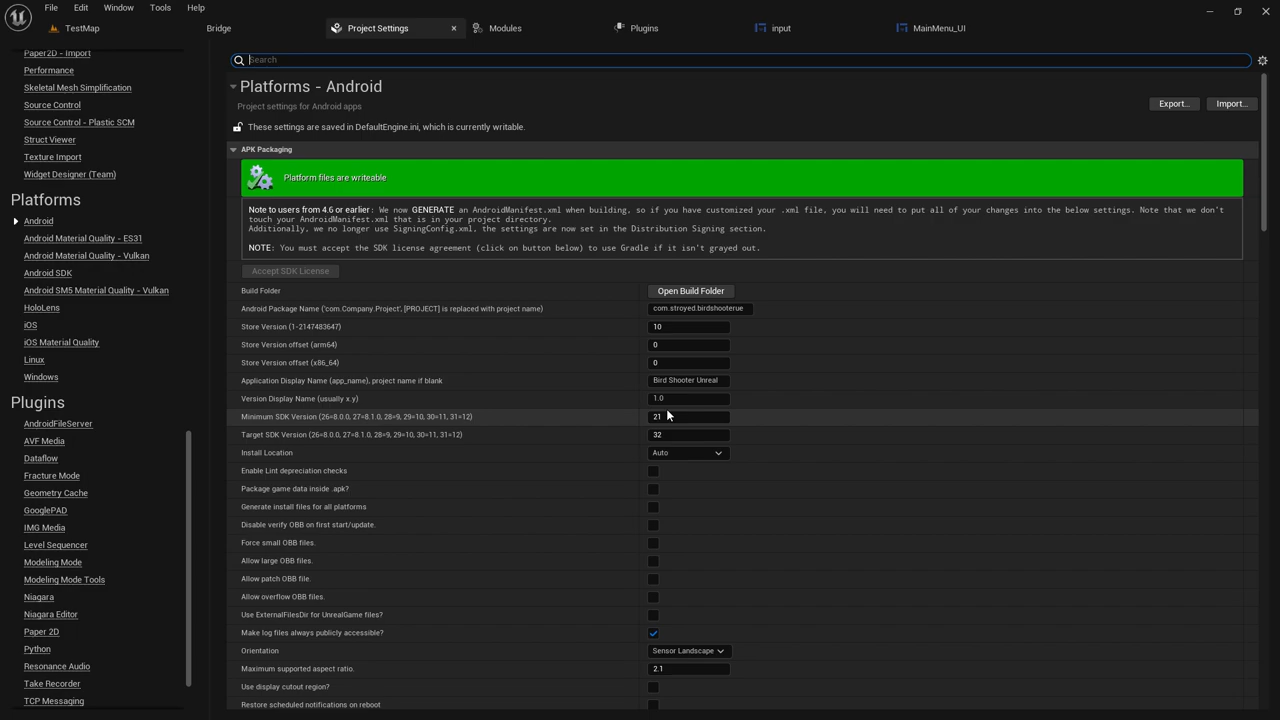 File Edit Window Tools Help
TestMap
Bridge
Project Settings
Modules
Plugins
input
MainMenu_UI
Paper2D - Import
Performance
Skeletal Mesh Simplification
Source Control
Source Control - Plastic SCM
Struct Viewer
Texture Import
Widget Designer (Team)
Platforms
Android
Android Material Quality - ES31
Android Material Quality - Vulkan
Android SDK
Android SM5 Material Quality - Vulkan
HoloLens
iOS
iOS Material Quality
Linux
Windows
Plugins
AndroidFileServer
AVF Media
Dataflow
Fracture Mode
Geometry Cache
GooglePAD
IMG Media
Level Sequencer
Modeling Mode
Modeling Mode Tools
Niagara
Niagara Editor
Paper 2D
Python
Resonance Audio
Take Recorder
TCP Messaging
Search
Platforms - Android
Project settings for Android apps
Export...
Import...
These settings are saved in DefaultEngine.ini, which is currently writable.
APK Packaging
Platform files are writeable
Note to users from 4.6 or earlier: We now GENERATE an AndroidManifest.xml when building, so if you have customized your .xml file, you will need to put all of your changes into the below settings. Note that we don't
touch your AndroidManifest.xml that is in your project directory.
Additionally, we no longer use SigningConfig.xml, the settings are now set in the Distribution Signing section.
NOTE: You must accept the SDK license agreement (click on button below) to use Gradle if it isn't grayed out.
Accept SDK License
Build Folder Open Build Folder
Android Package Name ('com.Company.Project', [PROJECT] is replaced with project name) com.stroyed.birdshooterue
Store Version (1-2147483647) 10
Store Version offset (arm64) 0
Store Version offset (x86_64) 0
Application Display Name (app_name), project name if blank Bird Shooter Unreal
Version Display Name (usually x.y) 1.0
Minimum SDK Version (26=8.0.0, 27=8.1.0, 28=9, 29=10, 30=11, 31=12) 21
Target SDK Version (26=8.0.0, 27=8.1.0, 28=9, 29=10, 30=11, 31=12) 32
Install Location Auto
Enable Lint depreciation checks
Package game data inside .apk?
Generate install files for all platforms
Disable verify OBB on first start/update.
Force small OBB files.
Allow large OBB files.
Allow patch OBB file.
Allow overflow OBB files.
Use ExternalFilesDir for UnrealGame files?
Make log files always publicly accessible?
Orientation Sensor Landscape
Maximum supported aspect ratio. 2.1
Use display cutout region?
Restore scheduled notifications on reboot